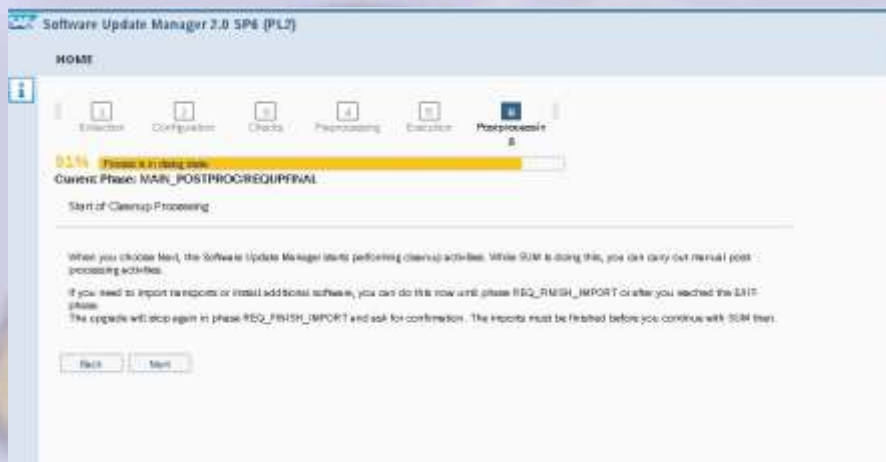 SAP Software Update Manager 2.0 SP6 (PL2)
HOME
i
1 2 3 4 5 6
Extraction Configuration Checks Preprocessing Execution Postprocessin
g
91% Process is in dialog state
Current Phase: MAIN_POSTPROC/REQUPFINAL
Start of Cleanup Processing
When you choose Next, the Software Update Manager starts performing cleanup activities. While SUM is doing this, you can carry out manual post
processing activities.
If you need to import transports or install additional software, you can do this now until phase REQ_FINISH_IMPORT or after you reached the EXIT
phase.
The upgrade will stop again in phase REQ_FINISH_IMPORT and ask for confirmation. The imports must be finished before you continue with SUM then.
Back Next